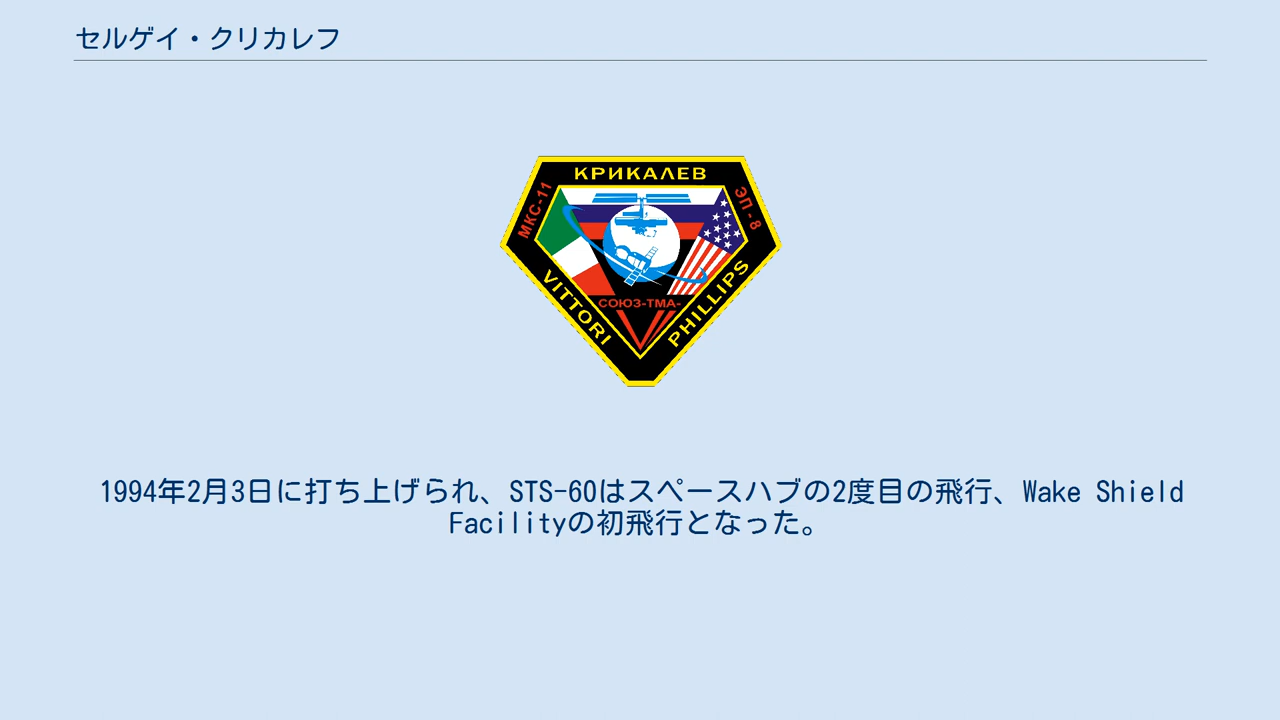 セルゲイ・クリカレフ
КРИКАЛЕВ
МКС-11
ЭП-8
VITTORI
PHILLIPS
СОЮЗ-ТМА-
1994年2月3日に打ち上げられ、STS-60はスペースハブの2度目の飛行、Wake Shield
Facilityの初飛行となった。